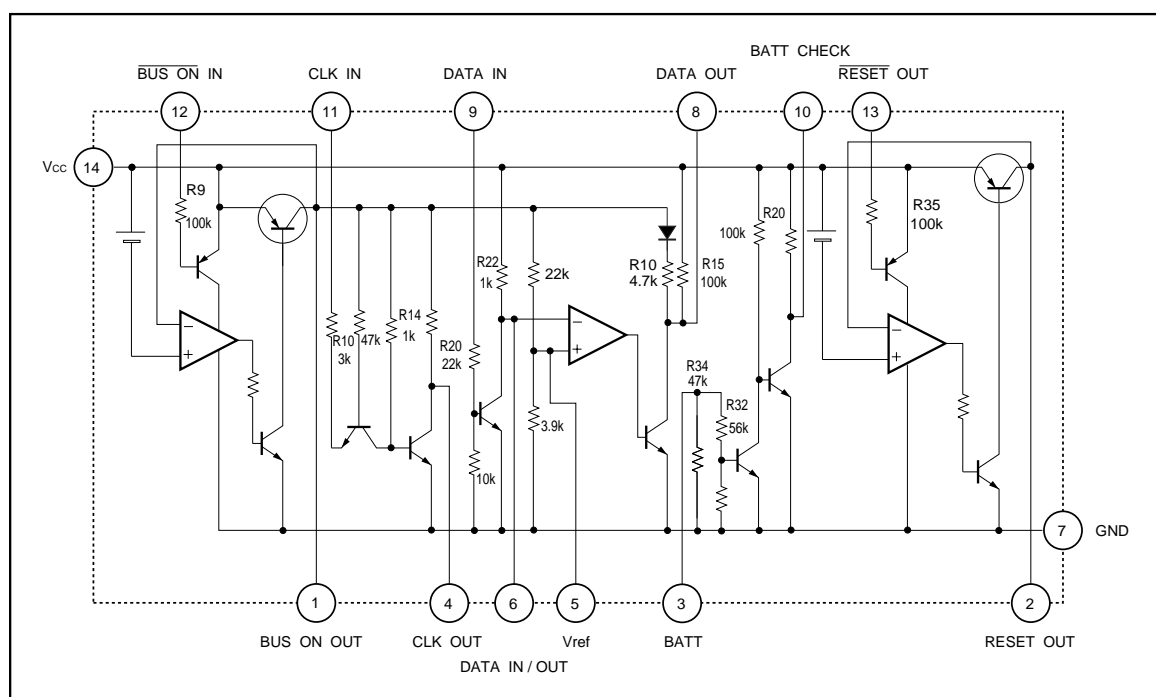 BATT CHECK
BUS ON IN
CLK IN
DATA IN
DATA OUT
RESET OUT
12
11
9
8
10
13
Vcc
14
R9
100k
R20
100k
R35
100k
R22
1k
22k
R10
4.7k
R15
100k
R14
1k
R10
3k
47k
R20
22k
−
+
−
+
−
+
R34
47k
R32
56k
3.9k
10k
7
GND
1
4
6
5
3
2
BUS ON OUT
CLK OUT
Vref
BATT
RESET OUT
DATA IN / OUT